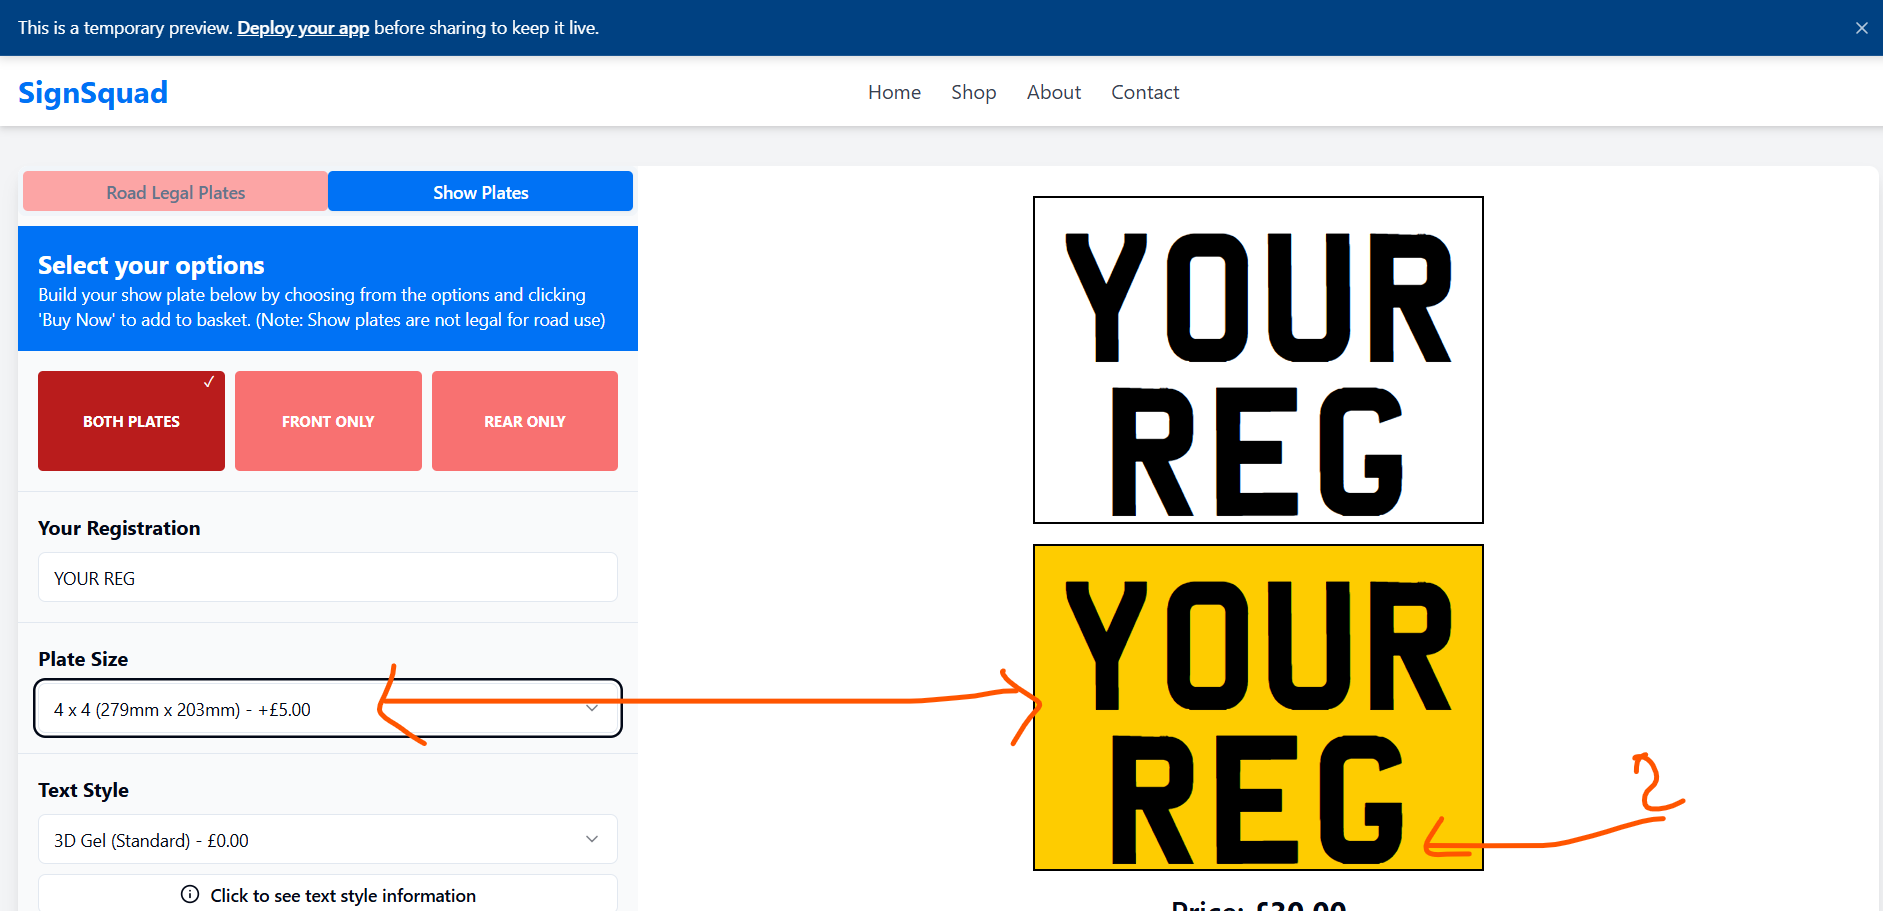 This is a temporary preview. Deploy your app before sharing to keep it live.
SignSquad
Home Shop About Contact
Road Legal Plates
Show Plates
Select your options
Build your show plate below by choosing from the options and clicking
'Buy Now' to add to basket. (Note: Show plates are not legal for road use)
✓
BOTH PLATES
FRONT ONLY
REAR ONLY
Your Registration
YOUR REG
Plate Size
4 x 4 (279mm x 203mm) - +£5.00
Text Style
3D Gel (Standard) - £0.00
Click to see text style information
YOUR
REG
YOUR
REG
2
Price: £30.00